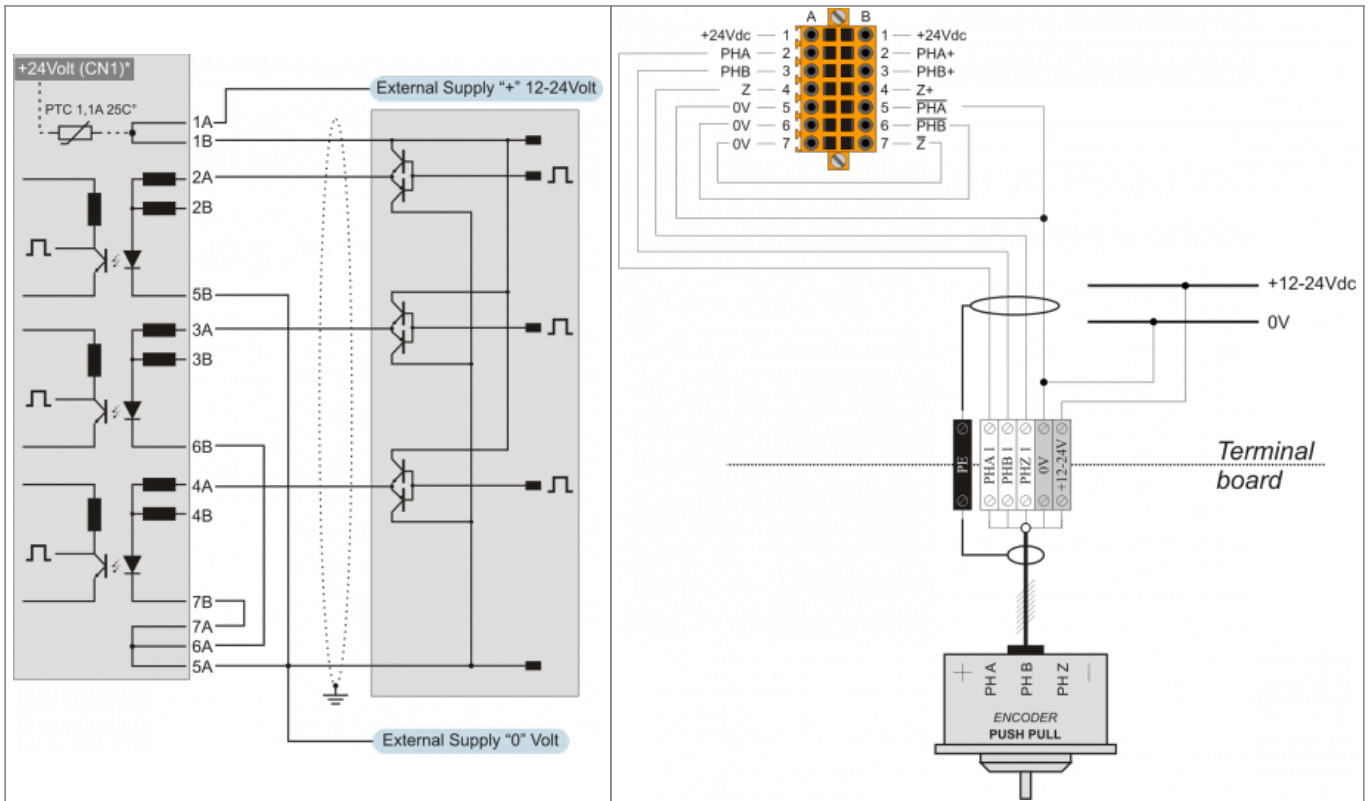 +24Volt (CN1)*
PTC 1,1A 25C°
External Supply "+" 12-24Volt
1A
1B
2A
2B
5B
3A
3B
6B
4A
4B
7B
7A
6A
5A
External Supply "0" Volt
A B
+24Vdc 1 1 +24Vdc
PHA 2 2 PHA+
PHB 3 3 PHB+
Z 4 4 Z+
0V 5 5 P̅H̅A̅
0V 6 6 P̅H̅B̅
0V 7 7 Z̅
+12-24Vdc
0V
PE
PHA 1
PHB 1
PHZ 1
0V
+12-24V
Terminal
board
+ PH A PH B PH Z −
ENCODER
PUSH PULL